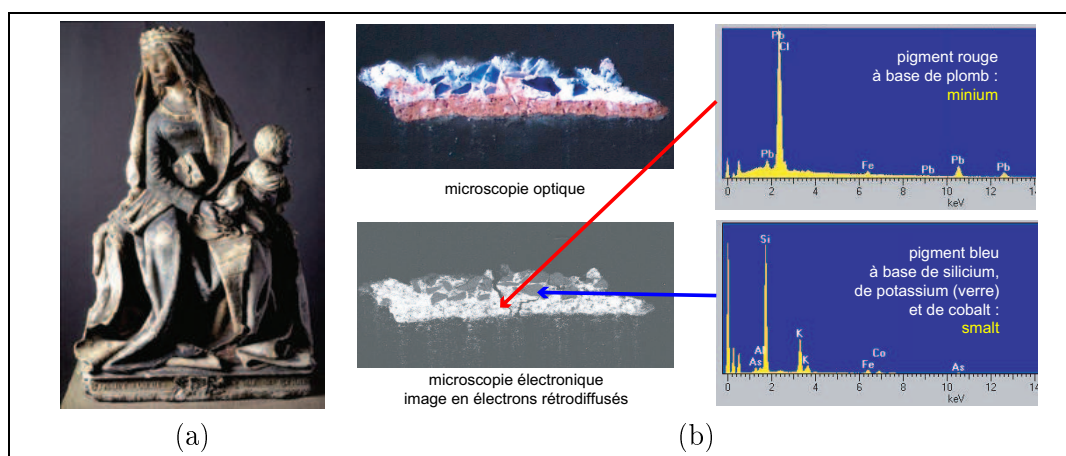 microscopie optique
microscopie électronique
image en électrons rétrodiffusés
Pb
Cl
pigment rouge
à base de plomb :
minium
Pb
Fe
Pb
Pb
Pb
0 2 4 6 8 10 12 14
keV
Si
pigment bleu
à base de silicium,
de potassium (verre)
et de cobalt :
smalt
K
Al
As
K
Fe
Co
As
0 2 4 6 8 10 12 14
keV
(a)
(b)